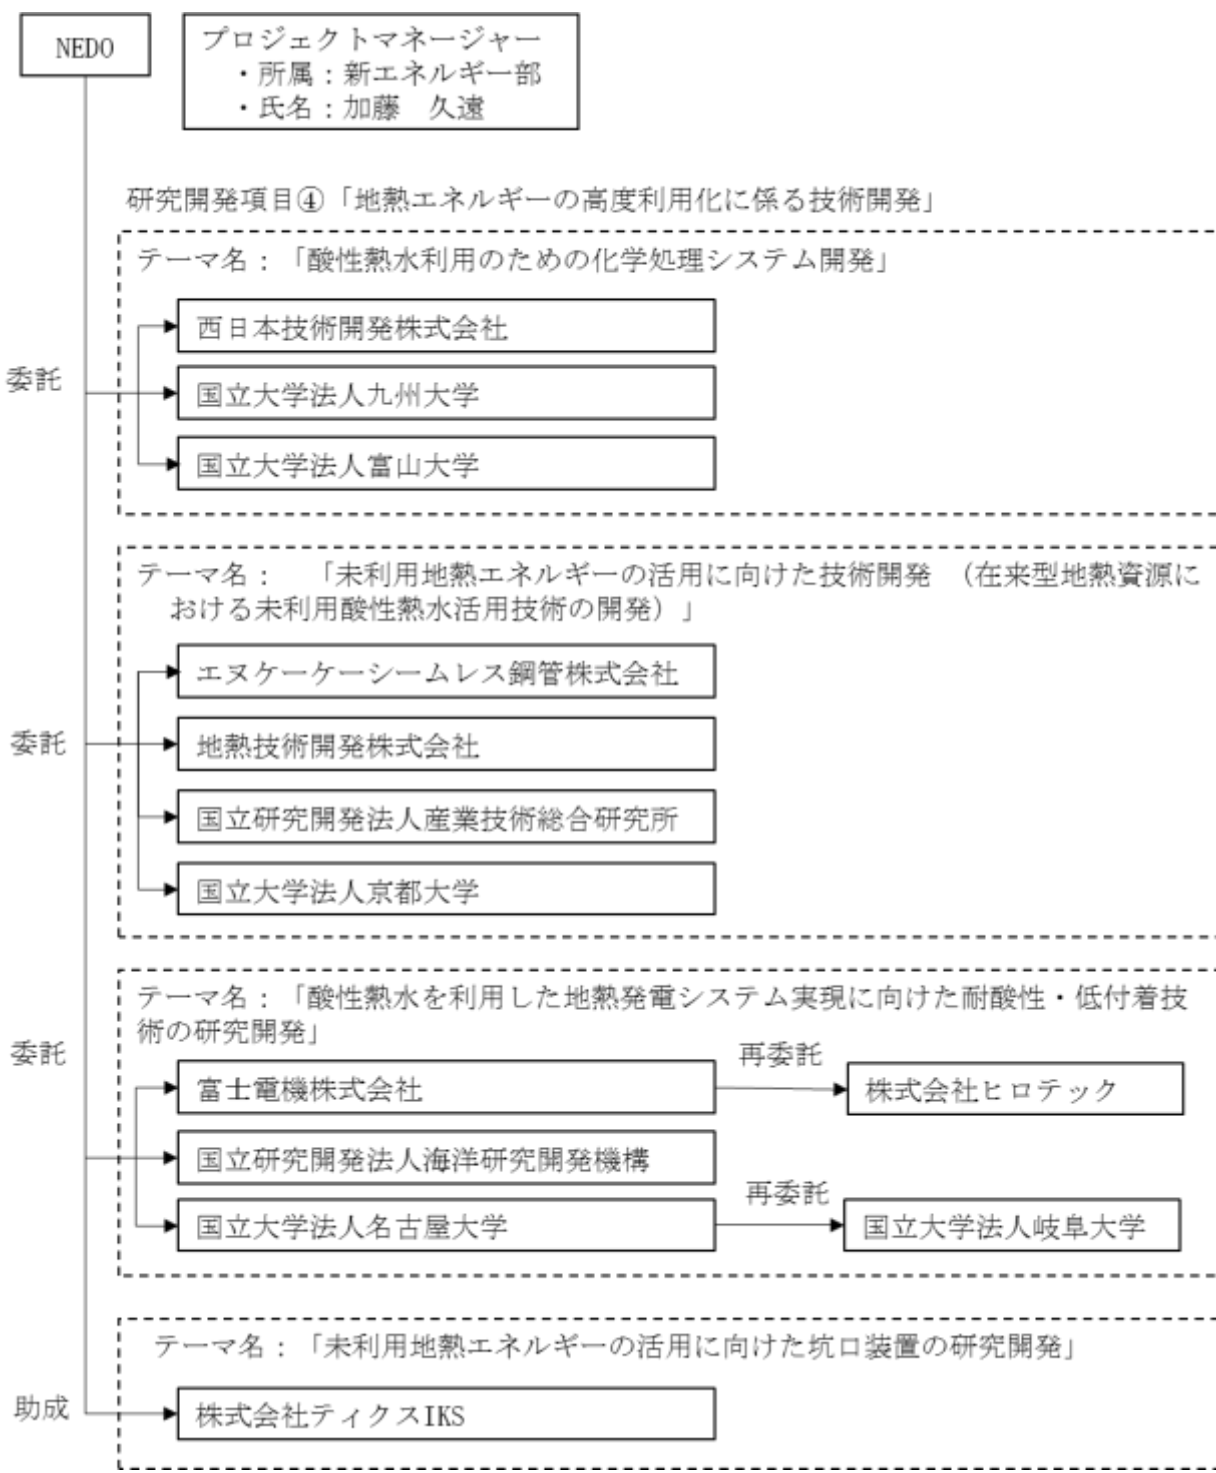 NEDO
プロジェクトマネージャー
・所属：新エネルギー部
・氏名：加藤　久遠
研究開発項目④「地熱エネルギーの高度利用化に係る技術開発」
テーマ名：「酸性熱水利用のための化学処理システム開発」
西日本技術開発株式会社
委託
国立大学法人九州大学
国立大学法人富山大学
テーマ名：　「未利用地熱エネルギーの活用に向けた技術開発　（在来型地熱資源に
おける未利用酸性熱水活用技術の開発）」
エヌケーケーシームレス鋼管株式会社
委託
地熱技術開発株式会社
国立研究開発法人産業技術総合研究所
国立大学法人京都大学
テーマ名：「酸性熱水を利用した地熱発電システム実現に向けた耐酸性・低付着技
術の研究開発」
委託
再委託
富士電機株式会社
株式会社ヒロテック
国立研究開発法人海洋研究開発機構
再委託
国立大学法人名古屋大学
国立大学法人岐阜大学
テーマ名：「未利用地熱エネルギーの活用に向けた坑口装置の研究開発」
助成
株式会社ティクスIKS